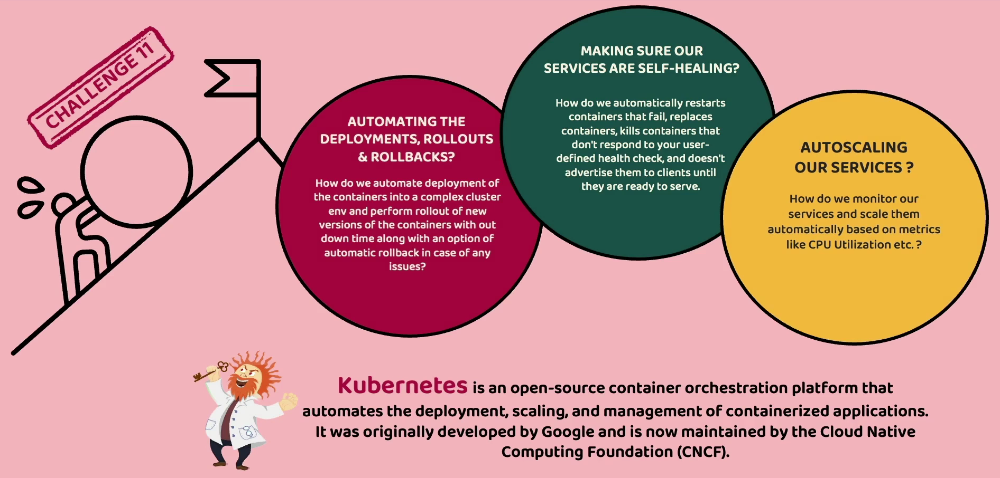 CHALLENGE 11
AUTOMATING THE
DEPLOYMENTS, ROLLOUTS
& ROLLBACKS?
How do we automate deployment of
the containers into a complex cluster
env and perform rollout of new
versions of the containers with out
down time along with an option of
automatic rollback in case of any
issues?
MAKING SURE OUR
SERVICES ARE SELF-HEALING?
How do we automatically restarts
containers that fail, replaces
containers, kills containers that
don't respond to your user-
defined health check, and doesn't
advertise them to clients until
they are ready to serve.
AUTOSCALING
OUR SERVICES ?
How do we monitor our
services and scale them
automatically based on metrics
like CPU Utilization etc. ?
Kubernetes is an open-source container orchestration platform that
automates the deployment, scaling, and management of containerized applications.
It was originally developed by Google and is now maintained by the Cloud Native
Computing Foundation (CNCF).